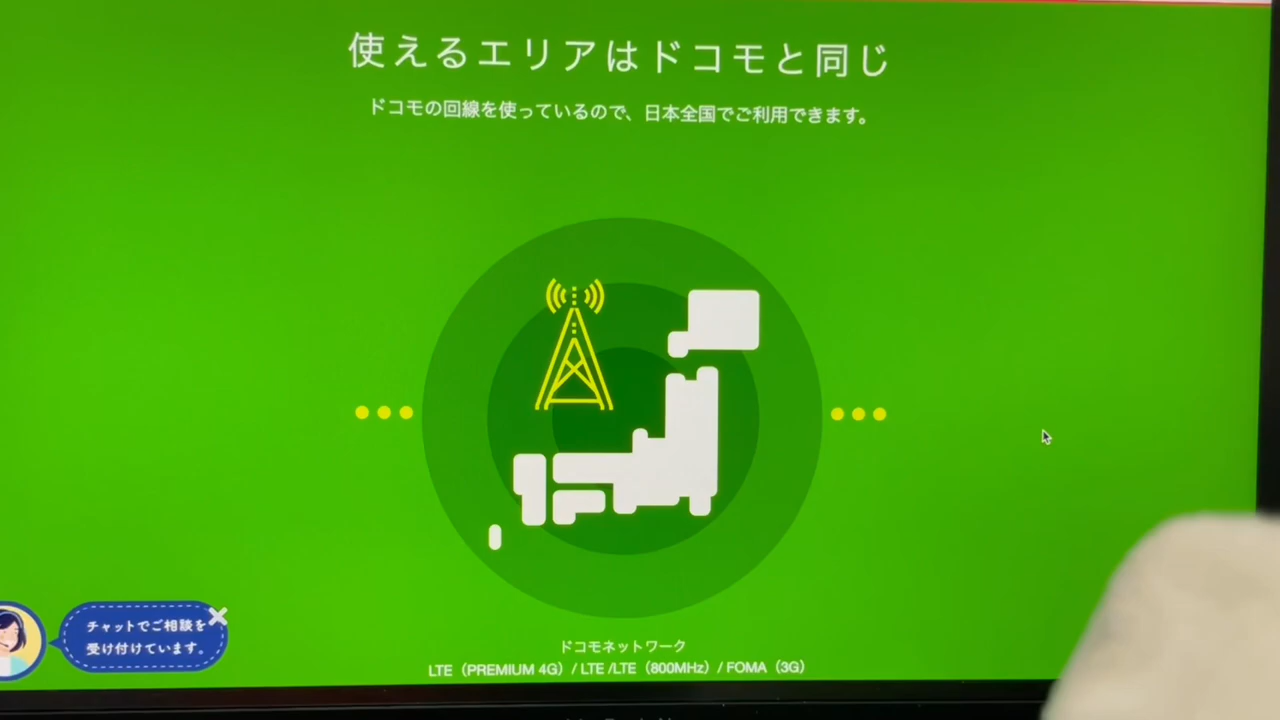 使えるエリアはドコモと同じ
ドコモの回線を使っているので、日本全国でご利用できます。
チャットでご相談を
受け付けています。
ドコモネットワーク
LTE（PREMIUM 4G）/ LTE /LTE（800MHz）/ FOMA（3G）